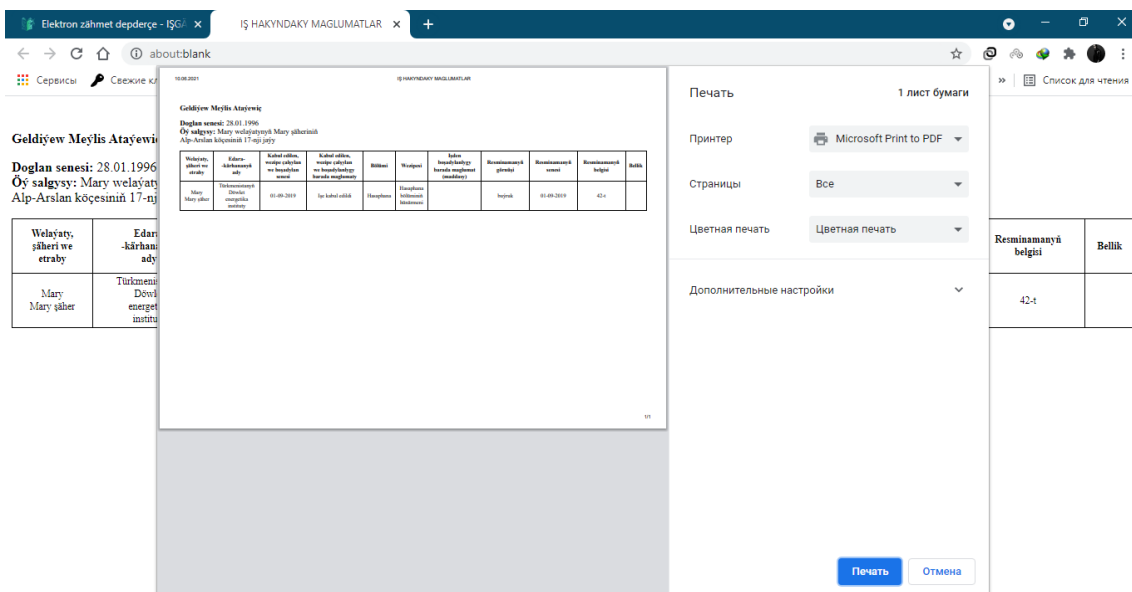 Elektron zähmet depderçe - IŞGÄ
IŞ HAKYNDAKY MAGLUMATLAR
about:blank
Сервисы
Свежие кл
Список для чтения
Geldiýew Meýlis Ataýewi
Doglan senesi: 28.01.1996
Öý salgysy: Mary welaýaty
Alp-Arslan köçesiniň 17-nj
Welaýaty, şäheri we etraby
Edar -kärhana ady
Mary Mary şäher
Türkmenis Döwl energet institu
10.06.2021
IŞ HAKYNDAKY MAGLUMATLAR
Geldiýew Meýlis Ataýewiç
Doglan senesi: 28.01.1996
Öý salgysy: Mary welaýatynyň Mary şäheriniň
Alp-Arslan köçesiniň 17-nji jaýy
Welaýaty, şäheri we etraby
Edara- -kärhananyň ady
Kabul edilen, wezipe çalşylan we boşadylan senesi
Kabul edilen, wezipe çalşylan we boşadylanlygy barada maglumaty
Bölümi
Wezipesi
Işden boşadylanlygy barada maglumat (maddasy)
Resminamanyň görnüşi
Resminamanyň senesi
Resminamanyň belgisi
Bellik
Mary Mary şäher
Türkmenistanyň Döwlet energetika instituty
01-09-2019
Işe kabul edildi
Hasaphana
Hasaphana bölüminiň
buýruk
01-09-2019
42-t
1/1
Печать
1 лист бумаги
Принтер
Microsoft Print to PDF
Страницы
Все
Цветная печать
Цветная печать
Дополнительные настройки
Печать
Отмена
Resminamanyň belgisi
Bellik
42-t